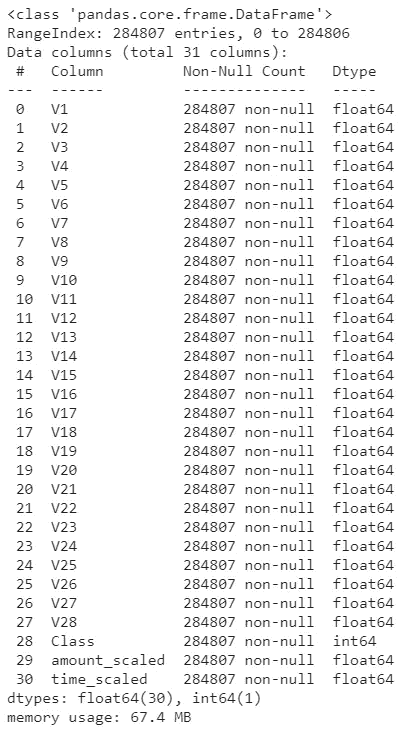 <class 'pandas.core.frame.DataFrame'>
RangeIndex: 284807 entries, 0 to 284806
Data columns (total 31 columns):
 #   Column         Non-Null Count   Dtype
---  ------         --------------   -----
 0   V1             284807 non-null  float64
 1   V2             284807 non-null  float64
 2   V3             284807 non-null  float64
 3   V4             284807 non-null  float64
 4   V5             284807 non-null  float64
 5   V6             284807 non-null  float64
 6   V7             284807 non-null  float64
 7   V8             284807 non-null  float64
 8   V9             284807 non-null  float64
 9   V10            284807 non-null  float64
 10  V11            284807 non-null  float64
 11  V12            284807 non-null  float64
 12  V13            284807 non-null  float64
 13  V14            284807 non-null  float64
 14  V15            284807 non-null  float64
 15  V16            284807 non-null  float64
 16  V17            284807 non-null  float64
 17  V18            284807 non-null  float64
 18  V19            284807 non-null  float64
 19  V20            284807 non-null  float64
 20  V21            284807 non-null  float64
 21  V22            284807 non-null  float64
 22  V23            284807 non-null  float64
 23  V24            284807 non-null  float64
 24  V25            284807 non-null  float64
 25  V26            284807 non-null  float64
 26  V27            284807 non-null  float64
 27  V28            284807 non-null  float64
 28  Class          284807 non-null  int64
 29  amount_scaled  284807 non-null  float64
 30  time_scaled    284807 non-null  float64
dtypes: float64(30), int64(1)
memory usage: 67.4 MB